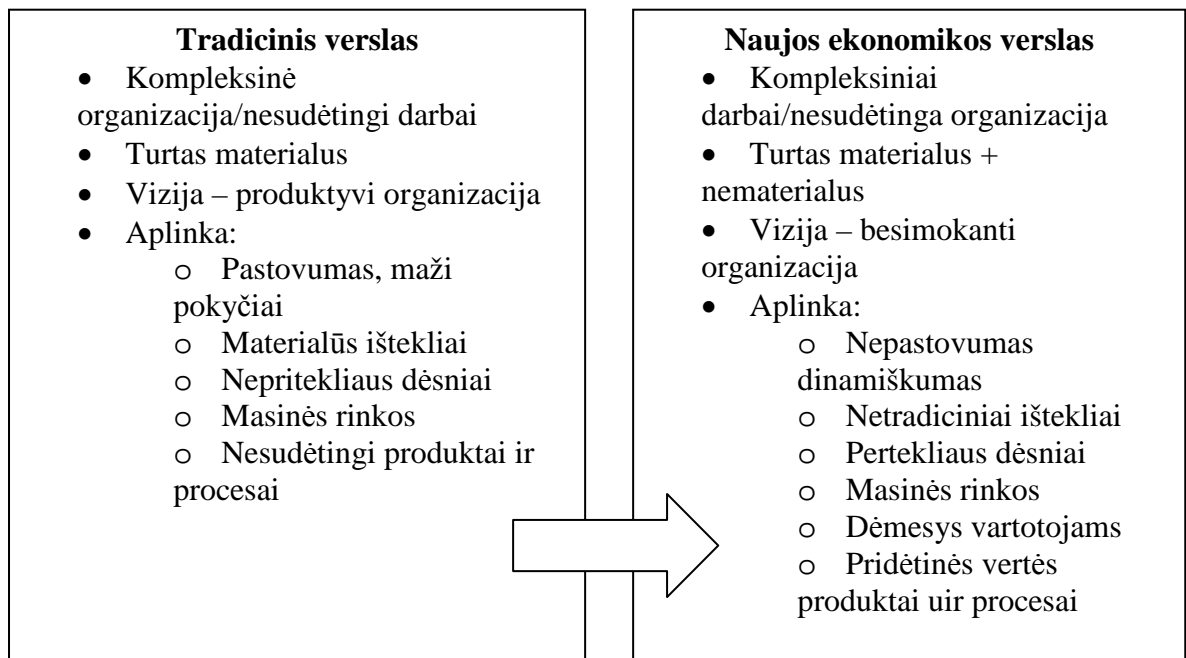 Tradicinis verslas
• Kompleksinė
organizacija/nesudėtingi darbai
• Turtas materialus
• Vizija – produktyvi organizacija
• Aplinka:
o Pastovumas, maži
pokyčiai
o Materialūs ištekliai
o Nepritekliaus dėsniai
o Masinės rinkos
o Nesudėtingi produktai ir
procesai
Naujos ekonomikos verslas
• Kompleksiniai
darbai/nesudėtinga organizacija
• Turtas materialus +
nematerialus
• Vizija – besimokanti
organizacija
• Aplinka:
o Nepastovumas
dinamiškumas
o Netradiciniai ištekliai
o Pertekliaus dėsniai
o Masinės rinkos
o Dėmesys vartotojams
o Pridėtinės vertės
produktai uir procesai